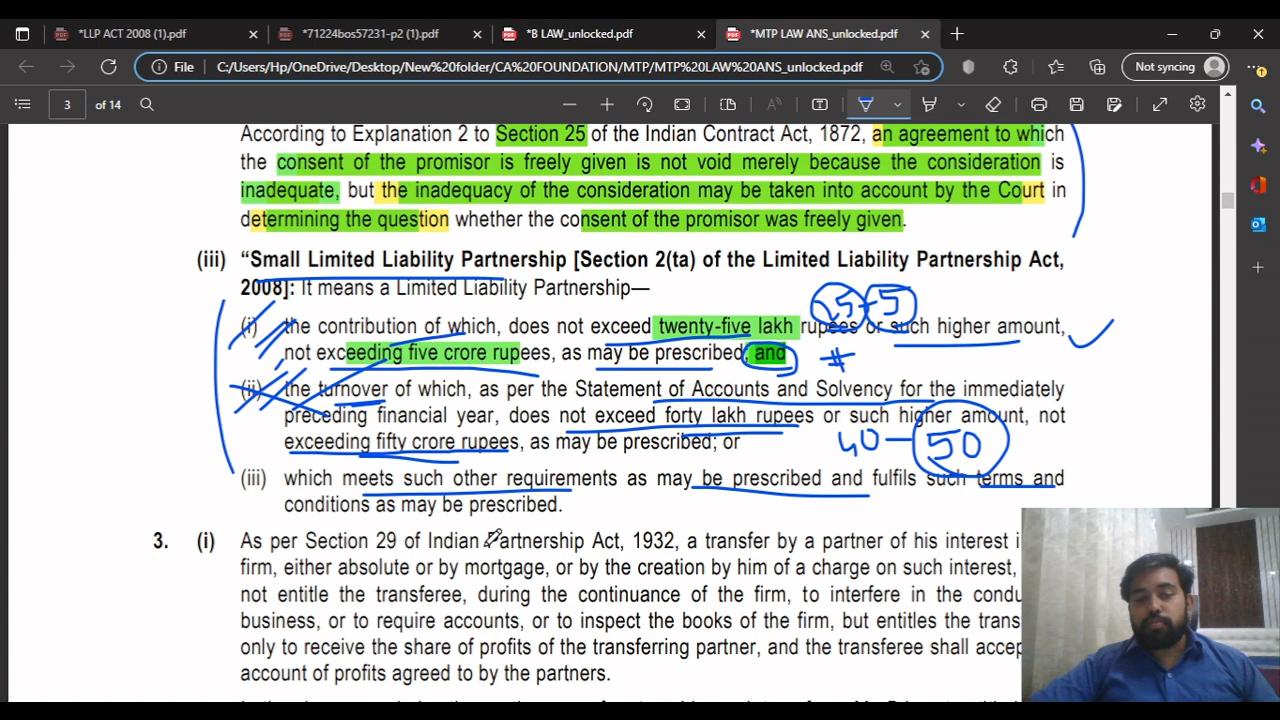 *LLP ACT 2008 (1).pdf
*71224bos57231-p2 (1).pdf
*B LAW_unlocked.pdf
*MTP LAW ANS_unlocked.pdf
File C:/Users/Hp/OneDrive/Desktop/New%20folder/CA%20FOUNDATION/MTP/MTP%20LAW%20ANS_unlocked.pdf
Not syncing
3 of 14
According to Explanation 2 to Section 25 of the Indian Contract Act, 1872, an agreement to which
the consent of the promisor is freely given is not void merely because the consideration is
inadequate, but the inadequacy of the consideration may be taken into account by the Court in
determining the question whether the consent of the promisor was freely given.
(iii) “Small Limited Liability Partnership [Section 2(ta) of the Limited Liability Partnership Act,
2008]: It means a Limited Liability Partnership—
25 - 5
(i) the contribution of which, does not exceed twenty-five lakh rupees or such higher amount,
not exceeding five crore rupees, as may be prescribed; and
(ii) the turnover of which, as per the Statement of Accounts and Solvency for the immediately
preceding financial year, does not exceed forty lakh rupees or such higher amount, not
exceeding fifty crore rupees, as may be prescribed; or
40 - 50
(iii) which meets such other requirements as may be prescribed and fulfils such terms and
conditions as may be prescribed.
3. (i) As per Section 29 of Indian Partnership Act, 1932, a transfer by a partner of his interest i
firm, either absolute or by mortgage, or by the creation by him of a charge on such interest,
not entitle the transferee, during the continuance of the firm, to interfere in the condu
business, or to require accounts, or to inspect the books of the firm, but entitles the trans
only to receive the share of profits of the transferring partner, and the transferee shall accep
account of profits agreed to by the partners.